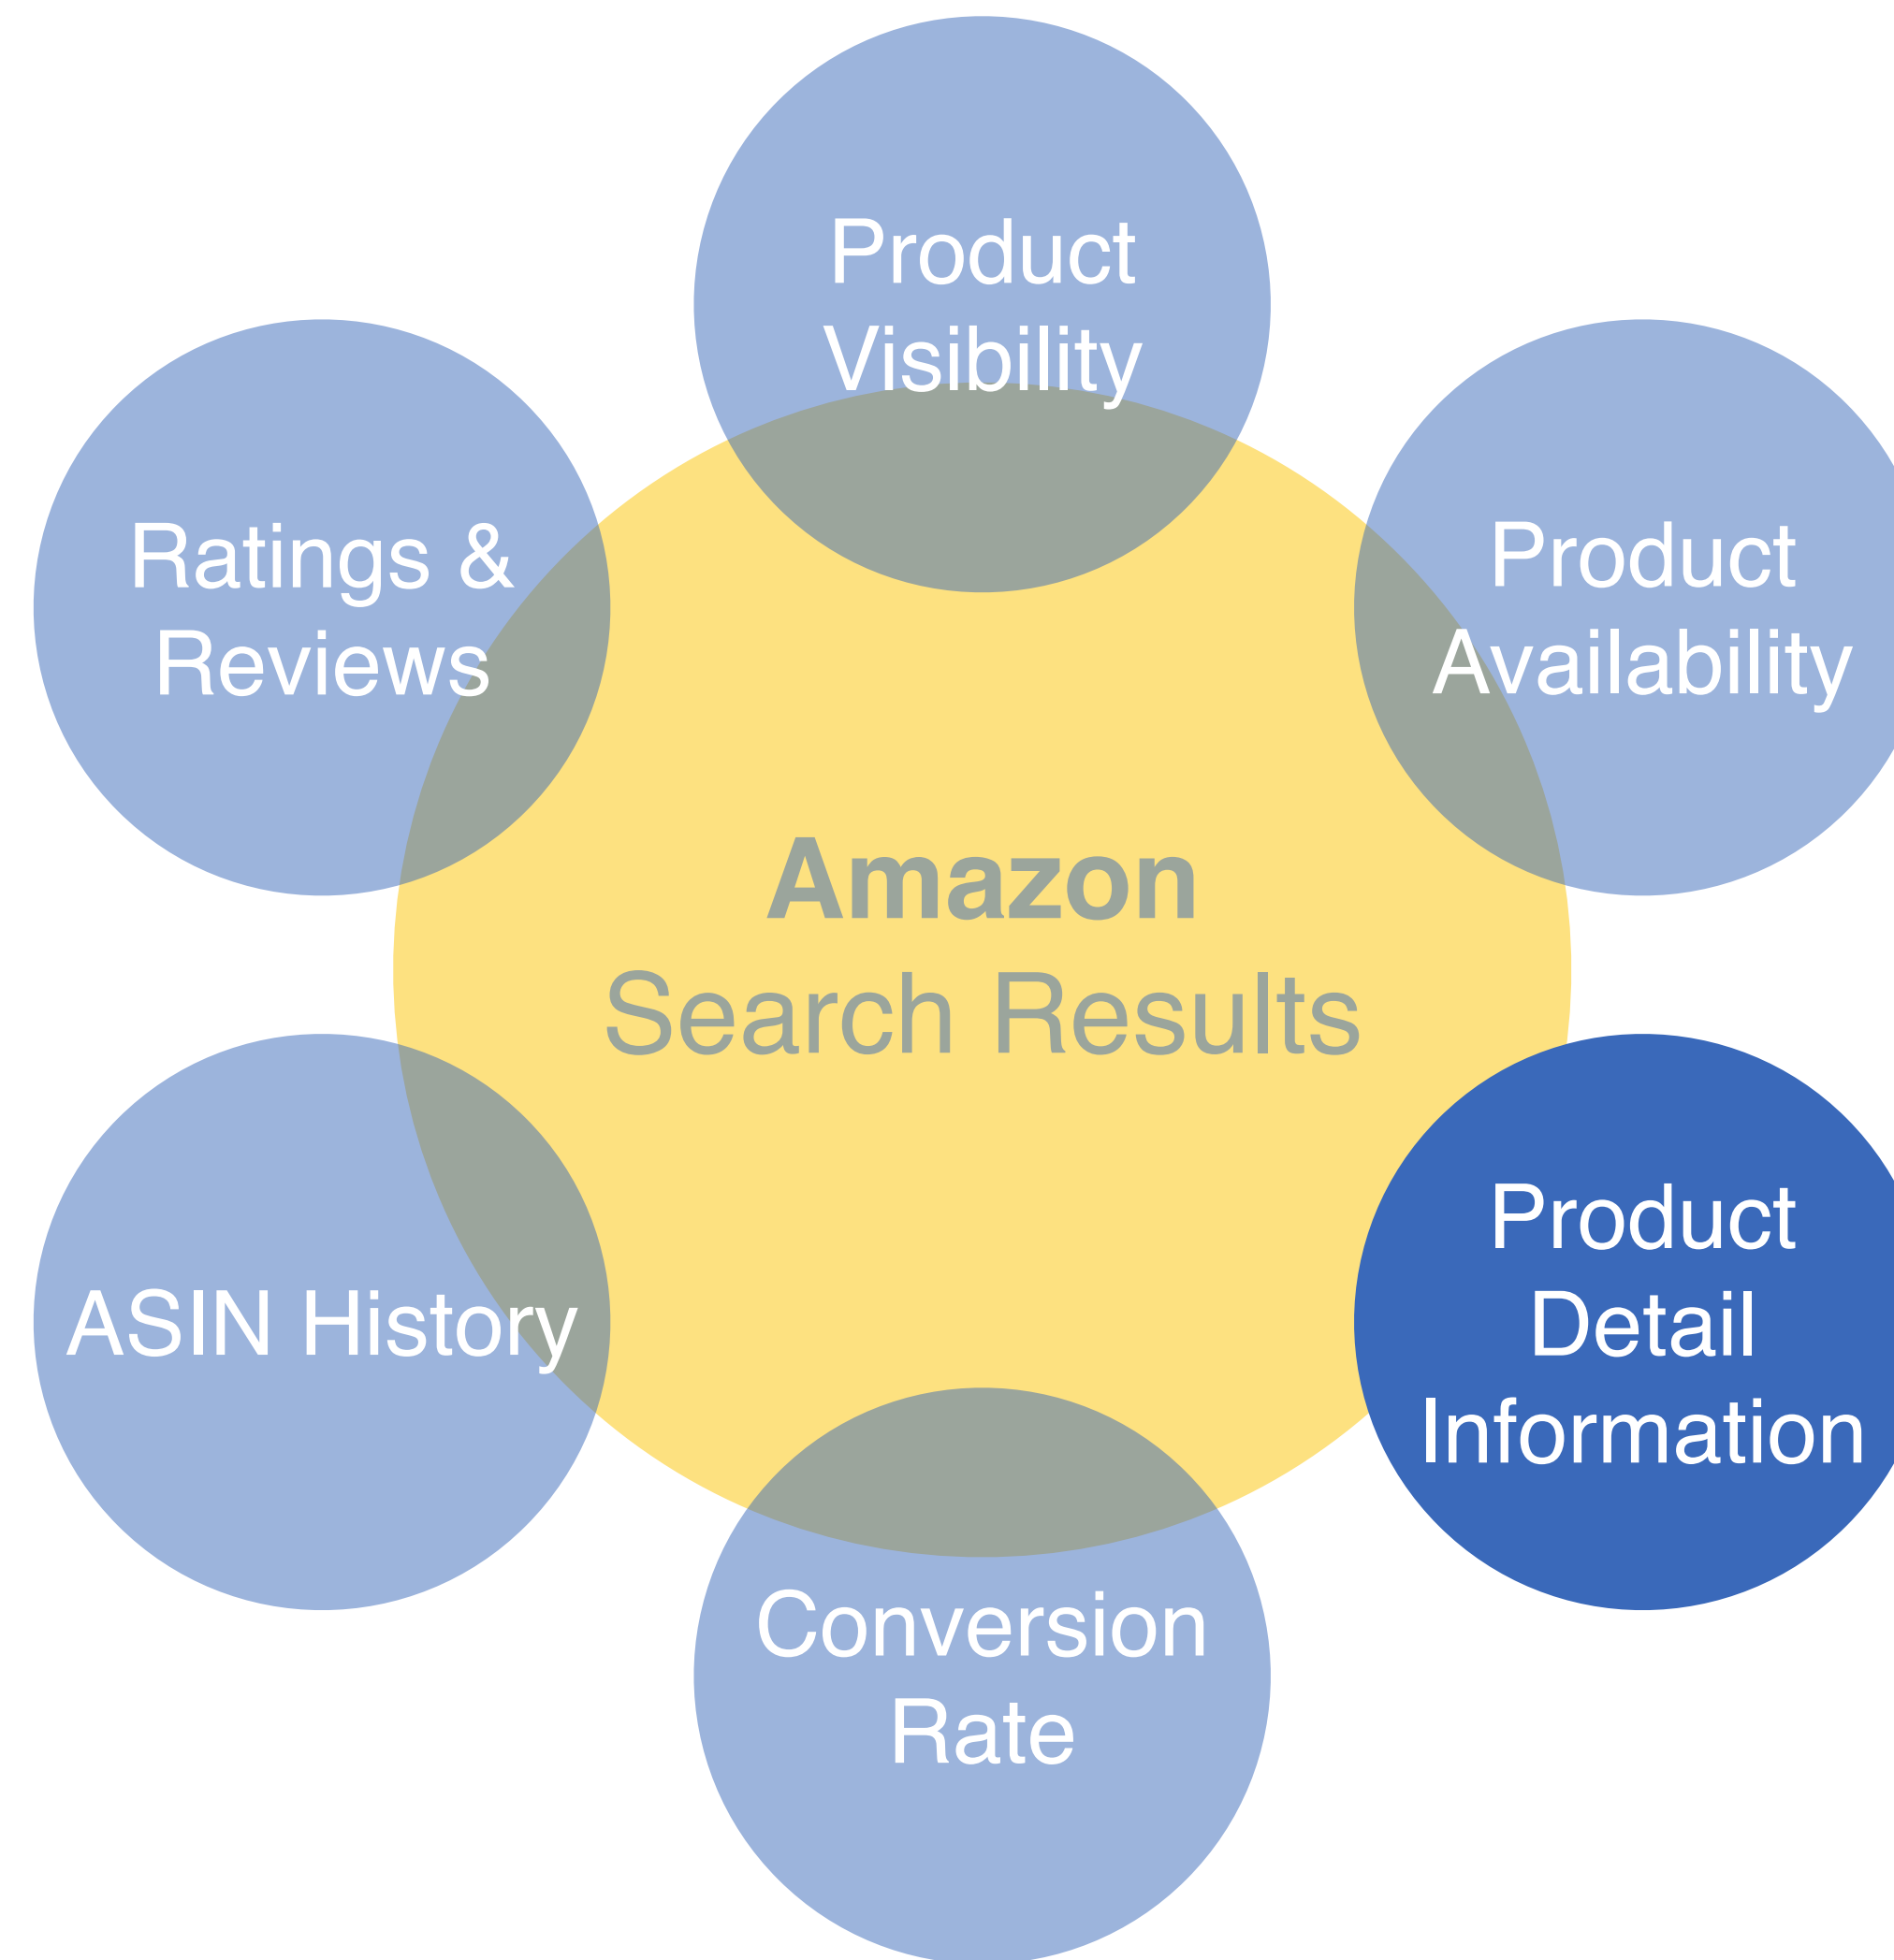 Product
Visibility
Ratings &
Reviews
Product
Availability
Amazon
Search Results
ASIN History
Product
Detail
Information
Conversion
Rate